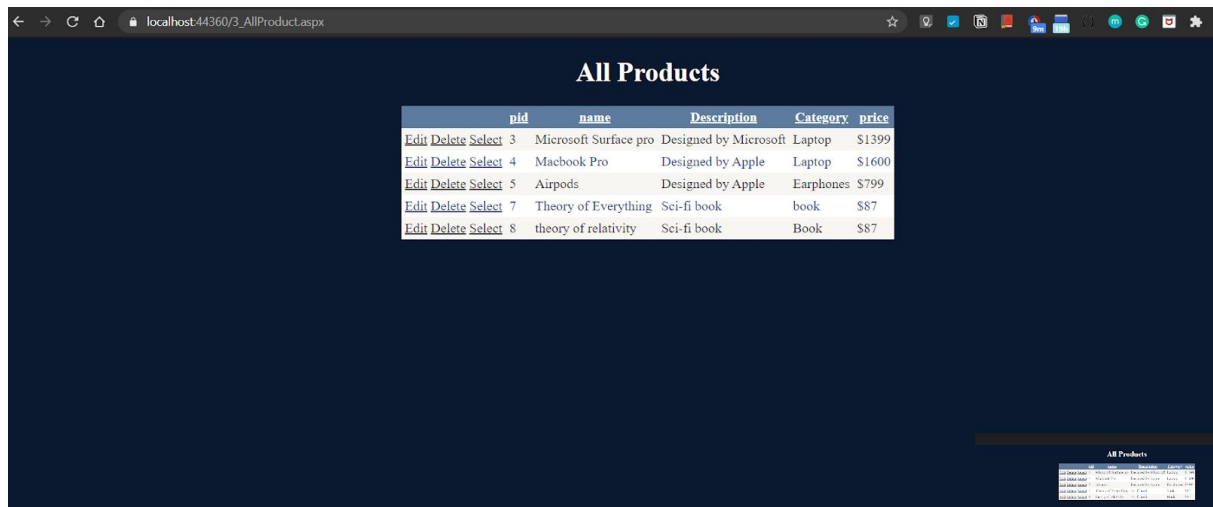 localhost:44360/3_AllProduct.aspx
9m
19h
m
G
All Products
pid name Description Category price
Edit Delete Select 3 Microsoft Surface pro Designed by Microsoft Laptop $1399
Edit Delete Select 4 Macbook Pro Designed by Apple Laptop $1600
Edit Delete Select 5 Airpods Designed by Apple Earphones $799
Edit Delete Select 7 Theory of Everything Sci-fi book book $87
Edit Delete Select 8 theory of relativity Sci-fi book Book $87
All Products